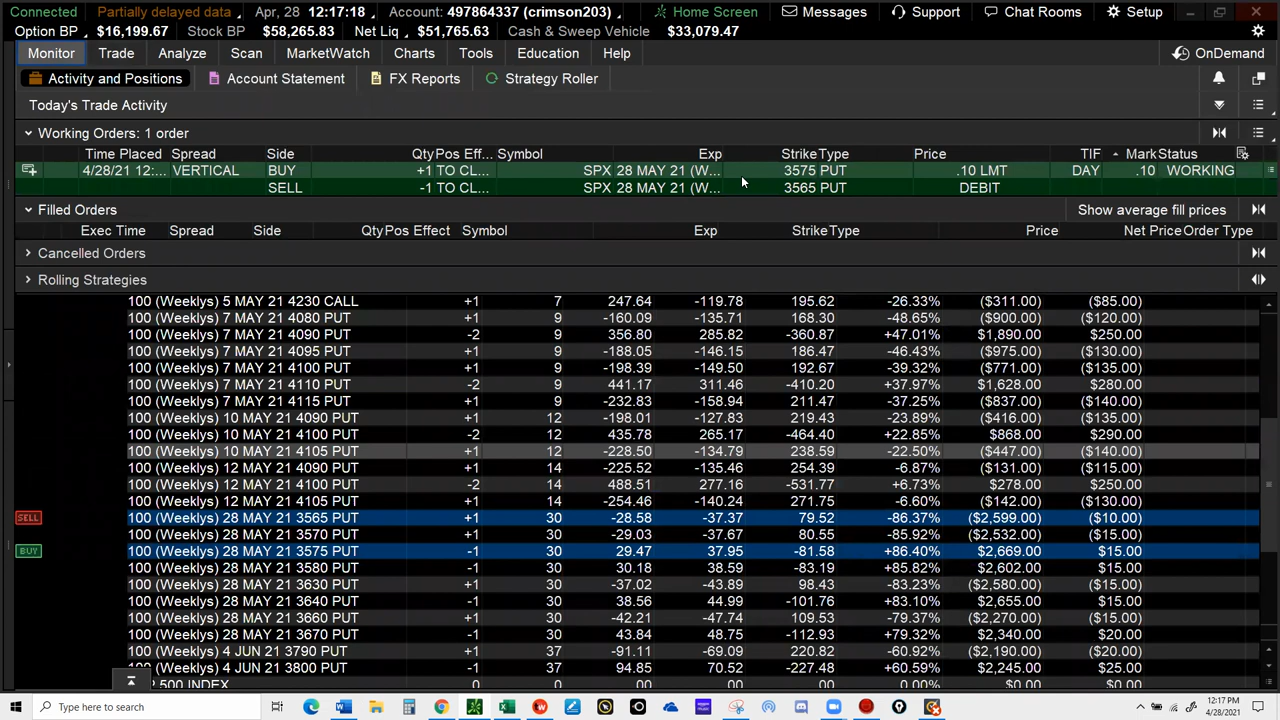 Connected Partially delayed data Apr, 28 12:17:18 Account: 497864337 (crimson203) Home Screen Messages Support Chat Rooms Setup
Option BP $16,199.67 Stock BP $58,265.83 Net Liq $51,765.63 Cash & Sweep Vehicle $33,079.47
Monitor Trade Analyze Scan MarketWatch Charts Tools Education Help OnDemand
Activity and Positions Account Statement FX Reports Strategy Roller
Today's Trade Activity
Working Orders: 1 order
Time Placed Spread Side Qty Pos Eff... Symbol Exp Strike Type Price TIF Mark Status
4/28/21 12:... VERTICAL BUY +1 TO CL... SPX 28 MAY 21 (W... 3575 PUT .10 LMT DAY .10 WORKING
SELL -1 TO CL... SPX 28 MAY 21 (W... 3565 PUT DEBIT
Filled Orders Show average fill prices
Exec Time Spread Side Qty Pos Effect Symbol Exp Strike Type Price Net Price Order Type
Cancelled Orders
Rolling Strategies
100 (Weeklys) 5 MAY 21 4230 CALL +1 7 247.64 -119.78 195.62 -26.33% ($311.00) ($85.00)
100 (Weeklys) 7 MAY 21 4080 PUT +1 9 -160.09 -135.71 168.30 -48.65% ($900.00) ($120.00)
100 (Weeklys) 7 MAY 21 4090 PUT -2 9 356.80 285.82 -360.87 +47.01% $1,890.00 $250.00
100 (Weeklys) 7 MAY 21 4095 PUT +1 9 -188.05 -146.15 186.47 -46.43% ($975.00) ($130.00)
100 (Weeklys) 7 MAY 21 4100 PUT +1 9 -198.39 -149.50 192.67 -39.32% ($771.00) ($135.00)
100 (Weeklys) 7 MAY 21 4110 PUT -2 9 441.17 311.46 -410.20 +37.97% $1,628.00 $280.00
100 (Weeklys) 7 MAY 21 4115 PUT +1 9 -232.83 -158.94 211.47 -37.25% ($837.00) ($140.00)
100 (Weeklys) 10 MAY 21 4090 PUT +1 12 -198.01 -127.83 219.43 -23.89% ($416.00) ($135.00)
100 (Weeklys) 10 MAY 21 4100 PUT -2 12 435.78 265.17 -464.40 +22.85% $868.00 $290.00
100 (Weeklys) 10 MAY 21 4105 PUT +1 12 -228.50 -134.79 238.59 -22.50% ($447.00) ($140.00)
100 (Weeklys) 12 MAY 21 4090 PUT +1 14 -225.52 -135.46 254.39 -6.87% ($131.00) ($115.00)
100 (Weeklys) 12 MAY 21 4100 PUT -2 14 488.51 277.16 -531.77 +6.73% $278.00 $250.00
100 (Weeklys) 12 MAY 21 4105 PUT +1 14 -254.46 -140.24 271.75 -6.60% ($142.00) ($130.00)
SELL 100 (Weeklys) 28 MAY 21 3565 PUT +1 30 -28.58 -37.37 79.52 -86.37% ($2,599.00) ($10.00)
100 (Weeklys) 28 MAY 21 3570 PUT +1 30 -29.03 -37.67 80.55 -85.92% ($2,532.00) ($15.00)
BUY 100 (Weeklys) 28 MAY 21 3575 PUT -1 30 29.47 37.95 -81.58 +86.40% $2,669.00 $15.00
100 (Weeklys) 28 MAY 21 3580 PUT -1 30 30.18 38.59 -83.19 +85.82% $2,602.00 $15.00
100 (Weeklys) 28 MAY 21 3630 PUT +1 30 -37.02 -43.89 98.43 -83.23% ($2,580.00) ($15.00)
100 (Weeklys) 28 MAY 21 3640 PUT -1 30 38.56 44.99 -101.76 +83.10% $2,655.00 $15.00
100 (Weeklys) 28 MAY 21 3660 PUT +1 30 -42.21 -47.74 109.53 -79.37% ($2,270.00) ($15.00)
100 (Weeklys) 28 MAY 21 3670 PUT -1 30 43.84 48.75 -112.93 +79.32% $2,340.00 $20.00
100 (Weeklys) 4 JUN 21 3790 PUT +1 37 -91.11 -69.09 220.82 -60.92% ($2,190.00) ($20.00)
100 (Weeklys) 4 JUN 21 3800 PUT -1 37 94.85 70.52 -227.48 +60.59% $2,245.00 $25.00
500 INDEX 0 0 .00 .00 .00 0.00% $0.00 $0.00
Type here to search 12:17 PM
4/28/2021